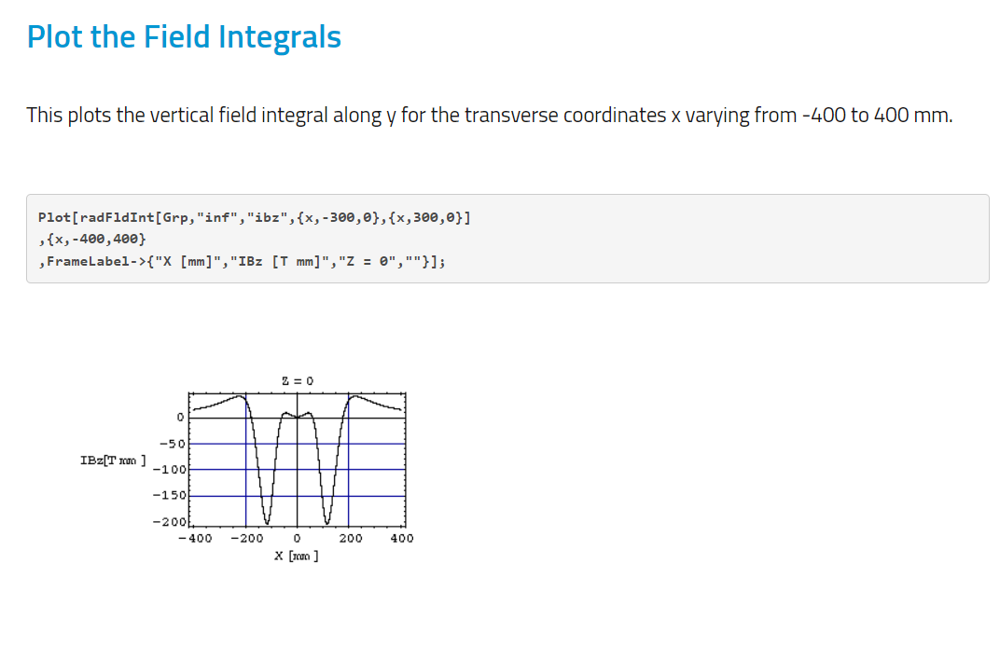 Plot the Field Integrals
This plots the vertical field integral along y for the transverse coordinates x varying from -400 to 400 mm.
Plot[radFldInt[Grp,"inf","ibz",{x,-300,0},{x,300,0}]
,{x,-400,400}
,FrameLabel->{"X [mm]","IBz [T mm]","Z = 0",""}];
Z = 0
0
-50
IBz[T mm ]
-100
-150
-200
-400 -200 0 200 400
X [mm ]